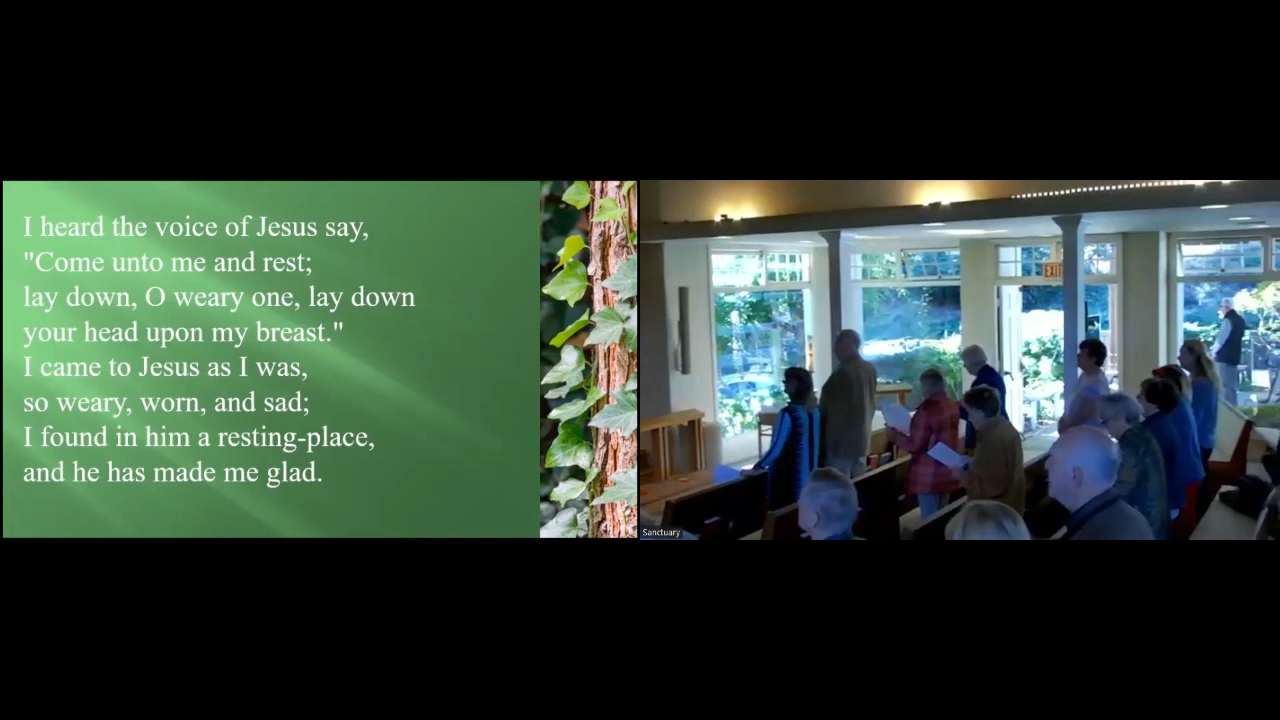 I heard the voice of Jesus say,
"Come unto me and rest;
lay down, O weary one, lay down
your head upon my breast."
I came to Jesus as I was,
so weary, worn, and sad;
I found in him a resting-place,
and he has made me glad.
EXIT
Sanctuary